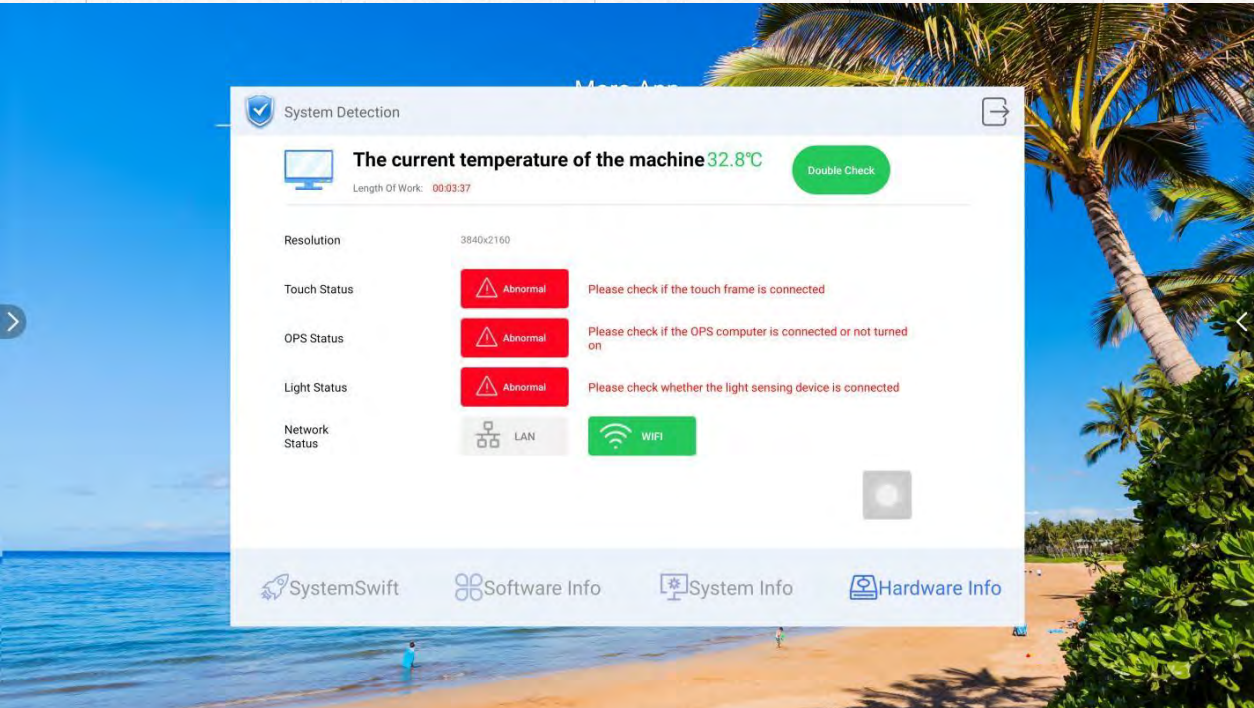 System Detection
The current temperature of the machine 32.8℃
Double Check
Length Of Work: 00:03:37
Resolution 3840x2160
Touch Status Abnormal Please check if the touch frame is connected
OPS Status Abnormal Please check if the OPS computer is connected or not turned
on
Light Status Abnormal Please check whether the light sensing device is connected
Network
Status
LAN WIFI
SystemSwift Software Info System Info Hardware Info